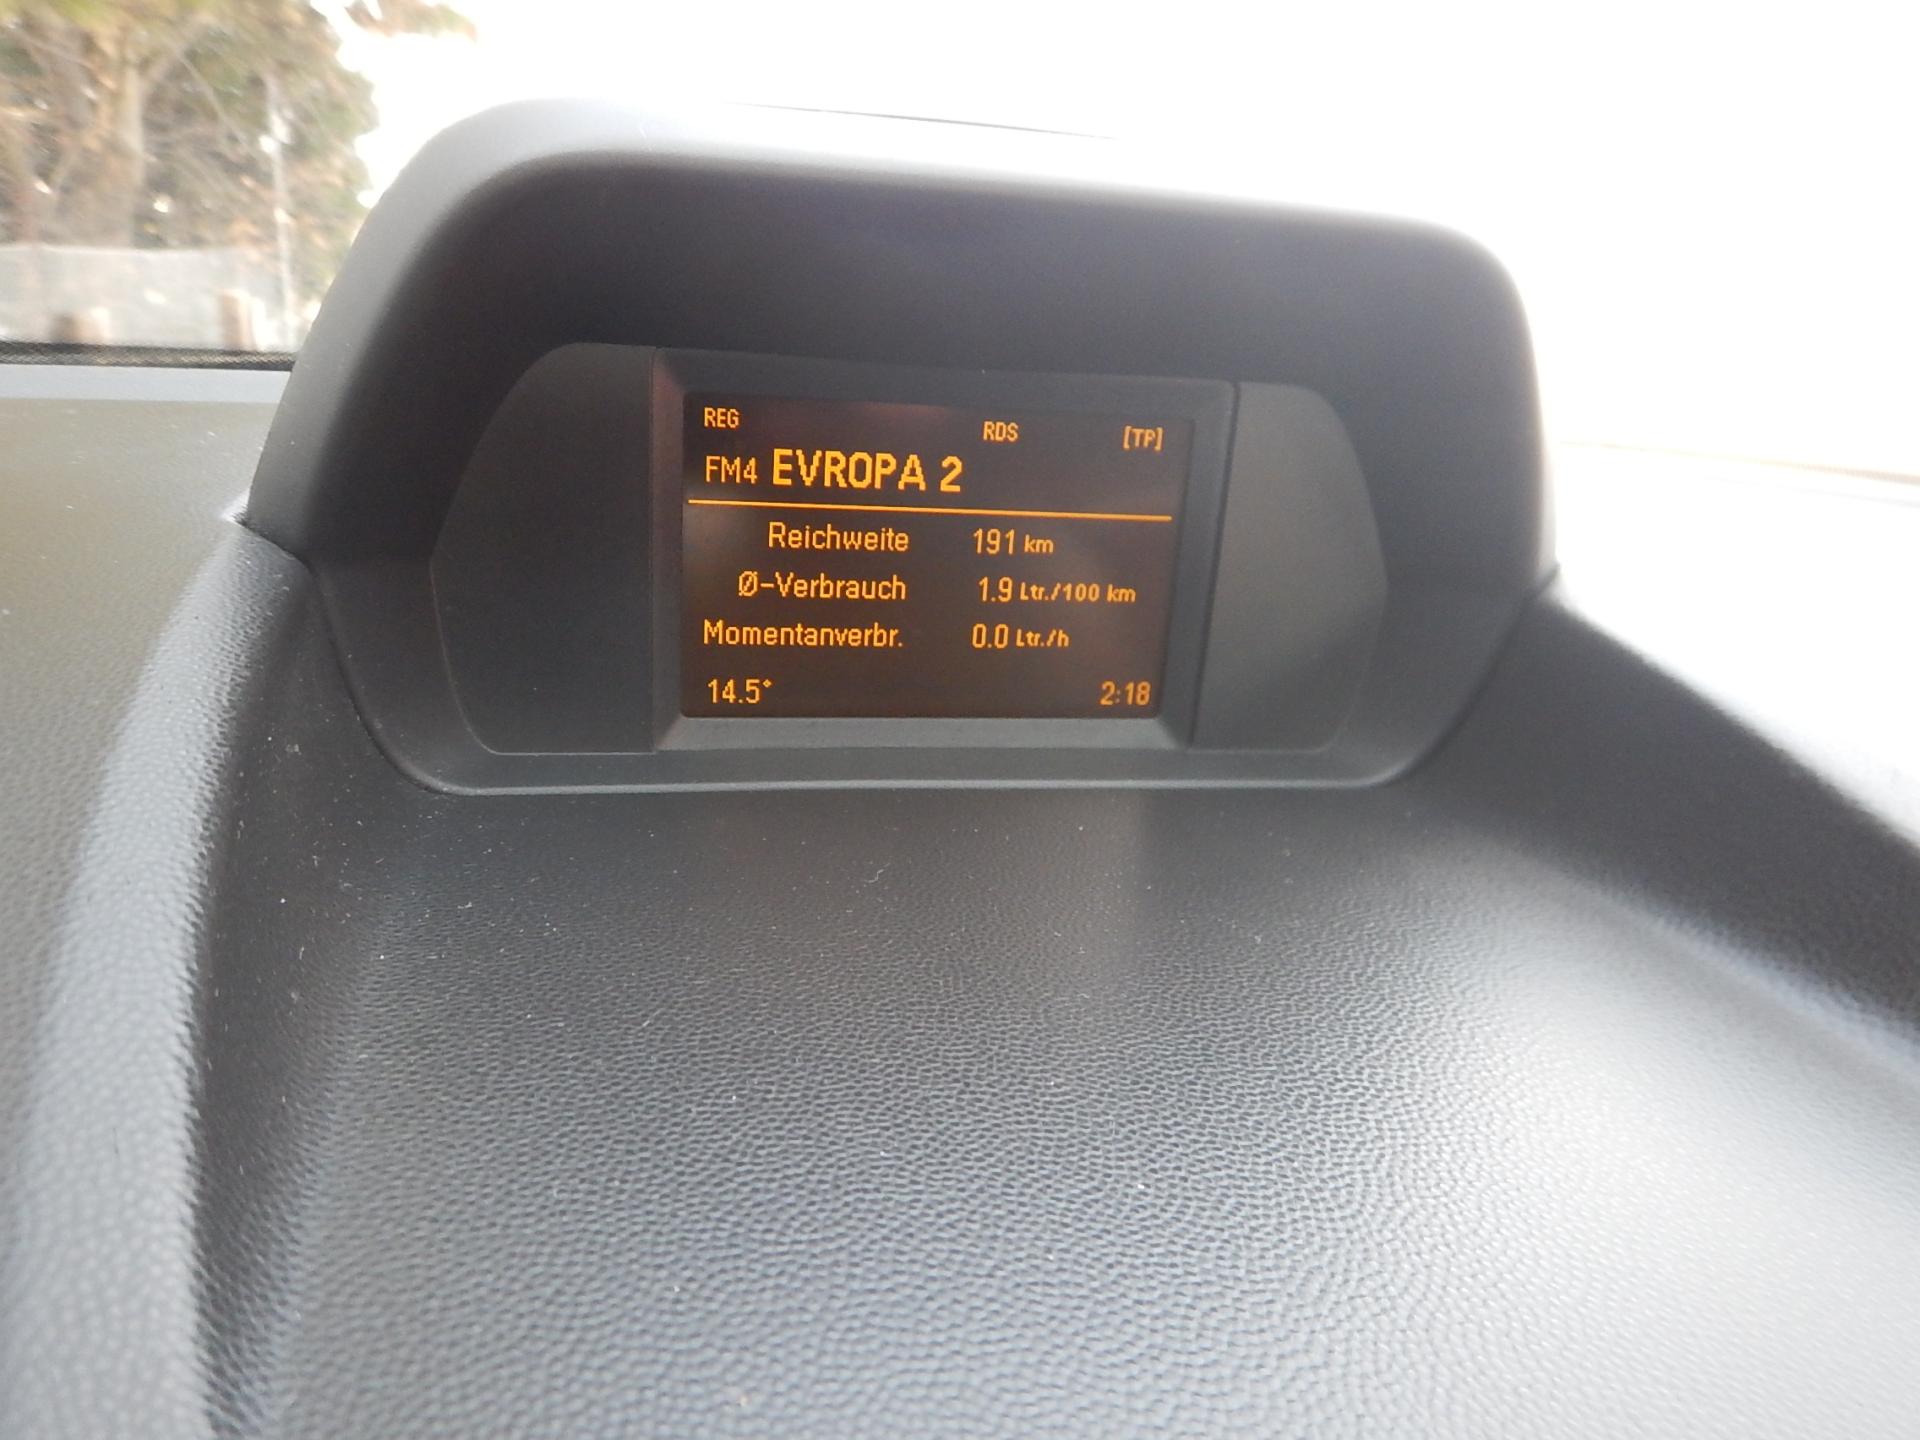 REG RDS [TP]
FM4 EVROPA 2
Reichweite 191 km
Ø-Verbrauch 1.9 Ltr./100 km
Momentanverbr. 0.0 Ltr./h
14.5° 2:18